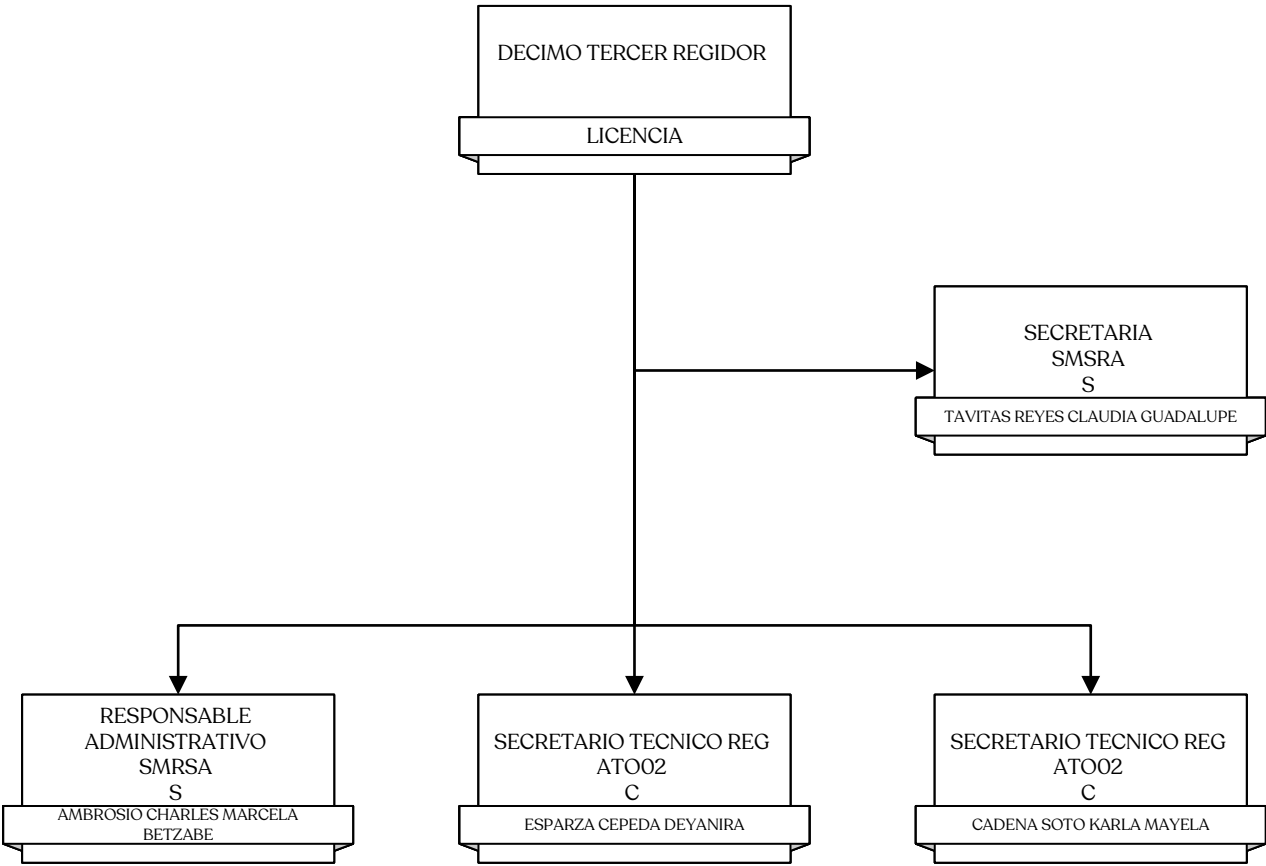 DECIMO TERCER REGIDOR
LICENCIA
SECRETARIA
SMSRA
S
TAVITAS REYES CLAUDIA GUADALUPE
RESPONSABLE
ADMINISTRATIVO
SMRSA
S
AMBROSIO CHARLES MARCELA
BETZABE
SECRETARIO TECNICO REG
ATO02
C
ESPARZA CEPEDA DEYANIRA
SECRETARIO TECNICO REG
ATO02
C
CADENA SOTO KARLA MAYELA